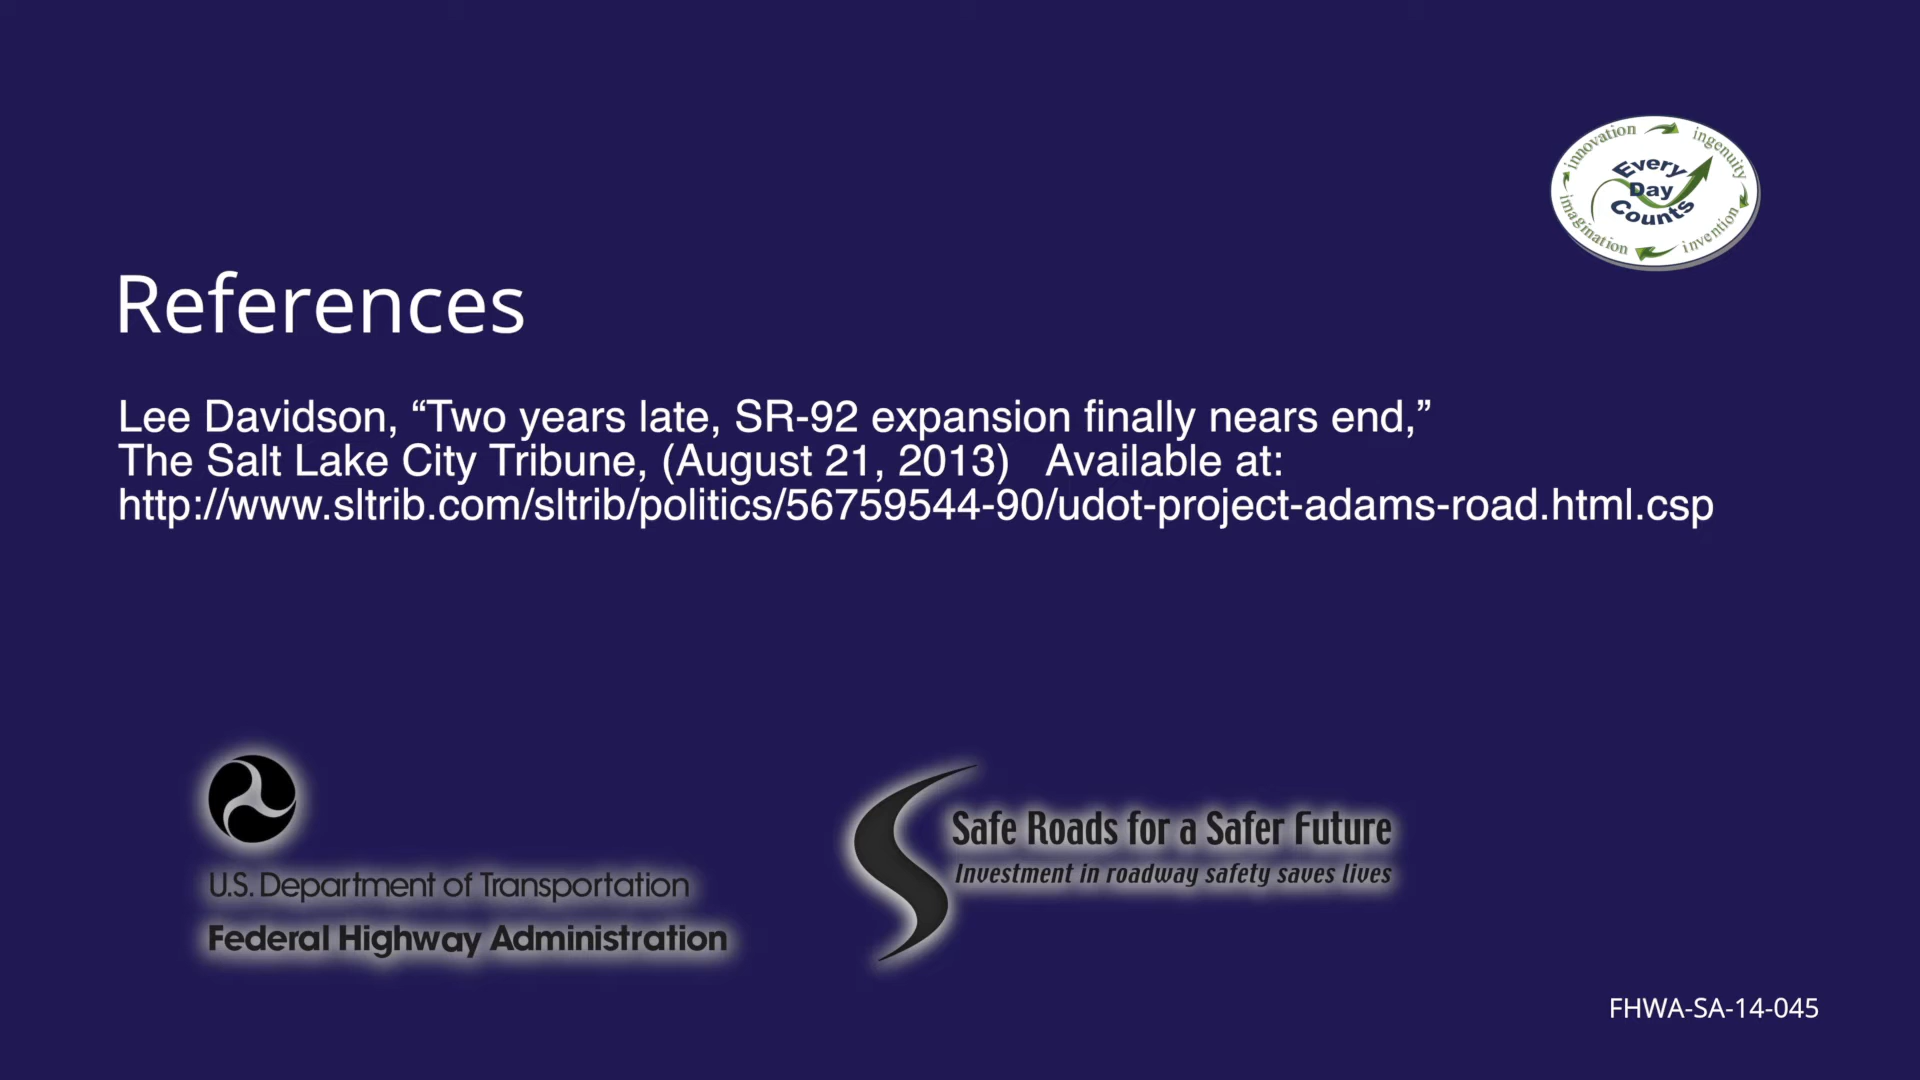 innovation
ingenuity
Every
Day
Counts
imagination
invention
References
Lee Davidson, “Two years late, SR-92 expansion finally nears end,”
The Salt Lake City Tribune, (August 21, 2013)   Available at:
http://www.sltrib.com/sltrib/politics/56759544-90/udot-project-adams-road.html.csp
Safe Roads for a Safer Future
Investment in roadway safety saves lives
U.S. Department of Transportation
Federal Highway Administration
FHWA-SA-14-045